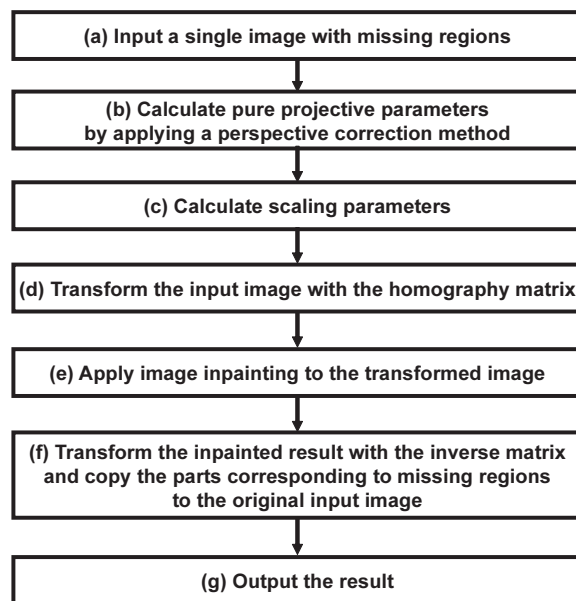 (a) Input a single image with missing regions
(b) Calculate pure projective parameters
by applying a perspective correction method
(c) Calculate scaling parameters
(d) Transform the input image with the homography matrix
(e) Apply image inpainting to the transformed image
(f) Transform the inpainted result with the inverse matrix
and copy the parts corresponding to missing regions
to the original input image
(g) Output the result